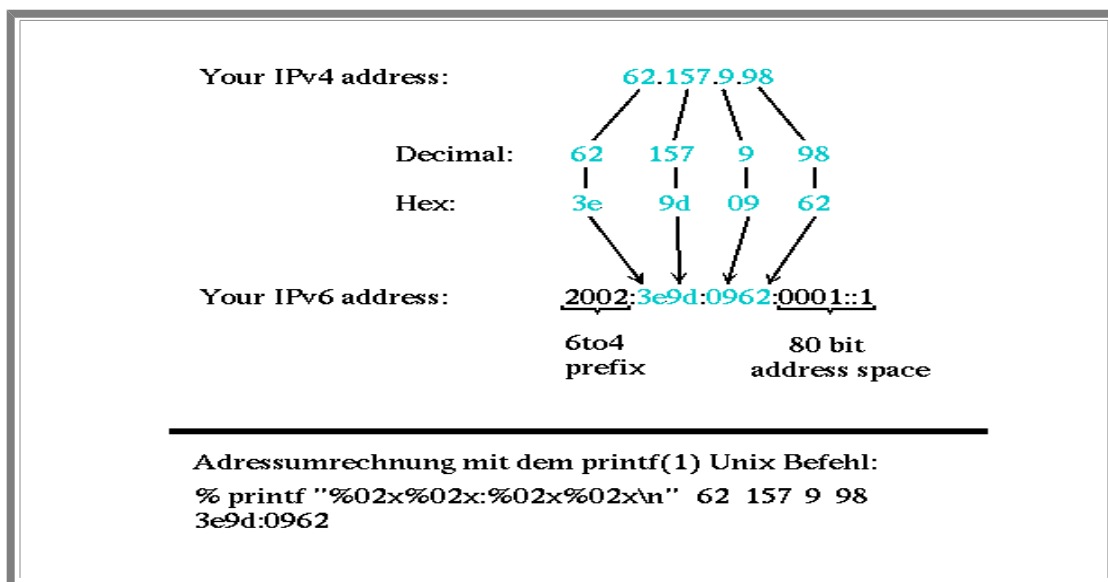 Your IPv4 address: 62.157.9.98
Decimal: 62 157 9 98
Hex: 3e 9d 09 62
Your IPv6 address: 2002:3e9d:0962:0001::1
6to4 80 bit
prefix address space
Adressumrechnung mit dem printf(1) Unix Befehl:
% printf "%02x%02x:%02x%02x\n" 62 157 9 98
3e9d:0962